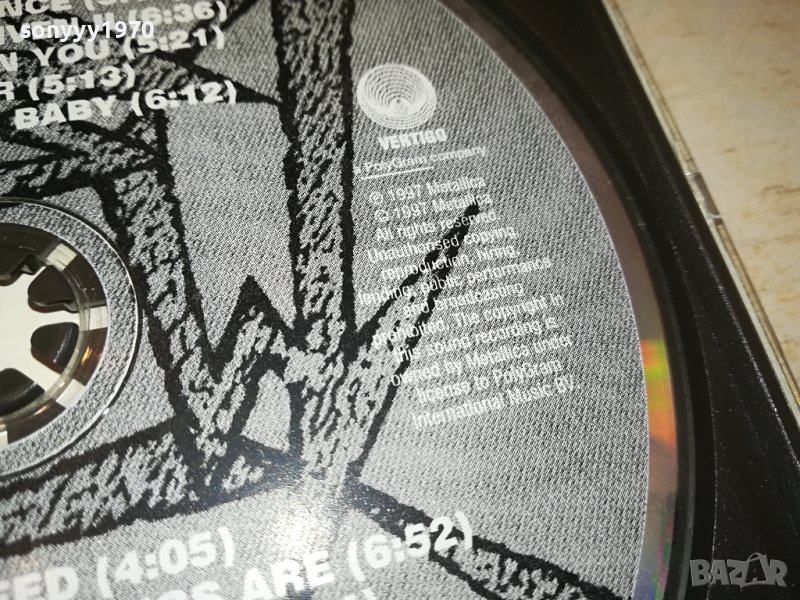 sonyyy1970
(6:36)
N YOU (5:21)
R (5:13)
BABY (6:12)
VERTIGO
a PolyGram company
℗ 1997 Metallica
© 1997 Metallica
All rights reserved
Unauthorised copying
reproduction, hiring,
lending, public performance
and broadcasting
prohibited. The copyright in
this sound recording is
owned by Metallica under
license to PolyGram
International Music BV.
EED (4:05)
GS ARE (6:52)
BAZAR